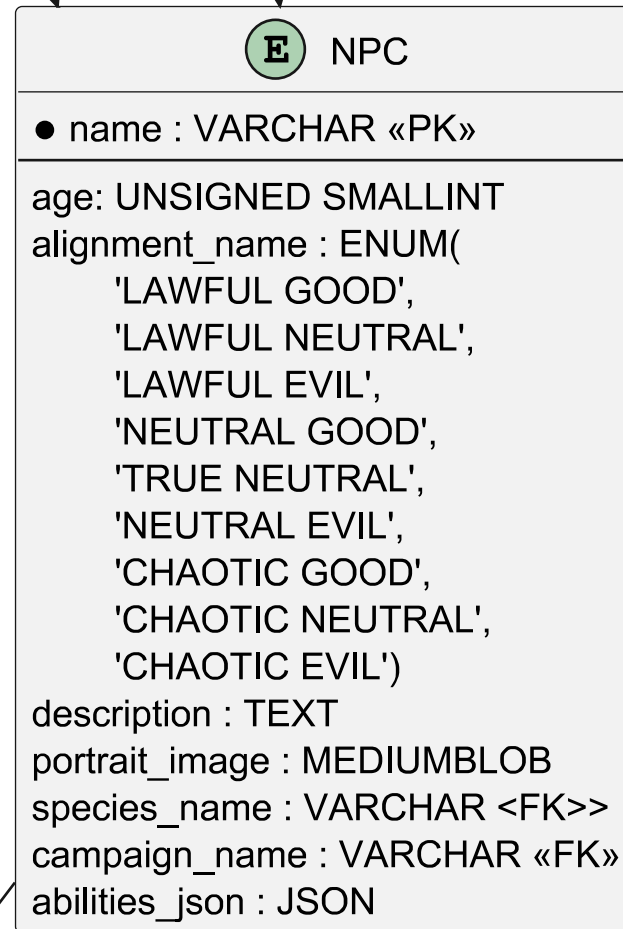 E NPC
● name : VARCHAR «PK»
age: UNSIGNED SMALLINT
alignment_name : ENUM(
'LAWFUL GOOD',
'LAWFUL NEUTRAL',
'LAWFUL EVIL',
'NEUTRAL GOOD',
'TRUE NEUTRAL',
'NEUTRAL EVIL',
'CHAOTIC GOOD',
'CHAOTIC NEUTRAL',
'CHAOTIC EVIL')
description : TEXT
portrait_image : MEDIUMBLOB
species_name : VARCHAR <FK>>
campaign_name : VARCHAR «FK»
abilities_json : JSON